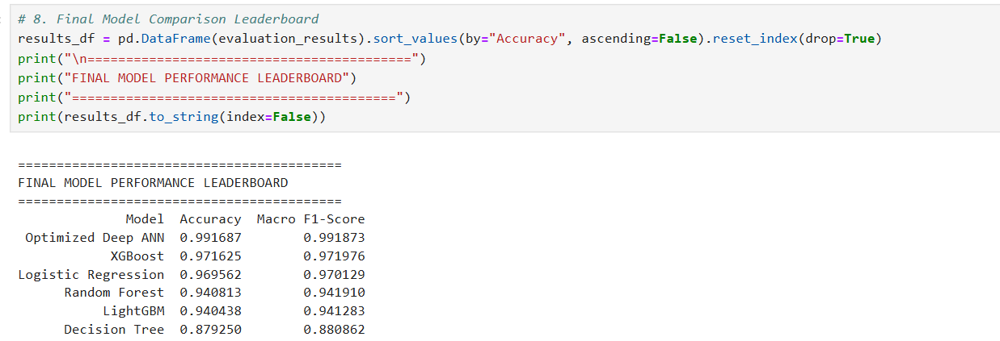 # 8. Final Model Comparison Leaderboard
results_df = pd.DataFrame(evaluation_results).sort_values(by="Accuracy", ascending=False).reset_index(drop=True)
print("\n==========================================")
print("FINAL MODEL PERFORMANCE LEADERBOARD")
print("==========================================")
print(results_df.to_string(index=False))
==========================================
FINAL MODEL PERFORMANCE LEADERBOARD
==========================================
Model Accuracy Macro F1-Score
Optimized Deep ANN 0.991687 0.991873
XGBoost 0.971625 0.971976
Logistic Regression 0.969562 0.970129
Random Forest 0.940813 0.941910
LightGBM 0.940438 0.941283
Decision Tree 0.879250 0.880862